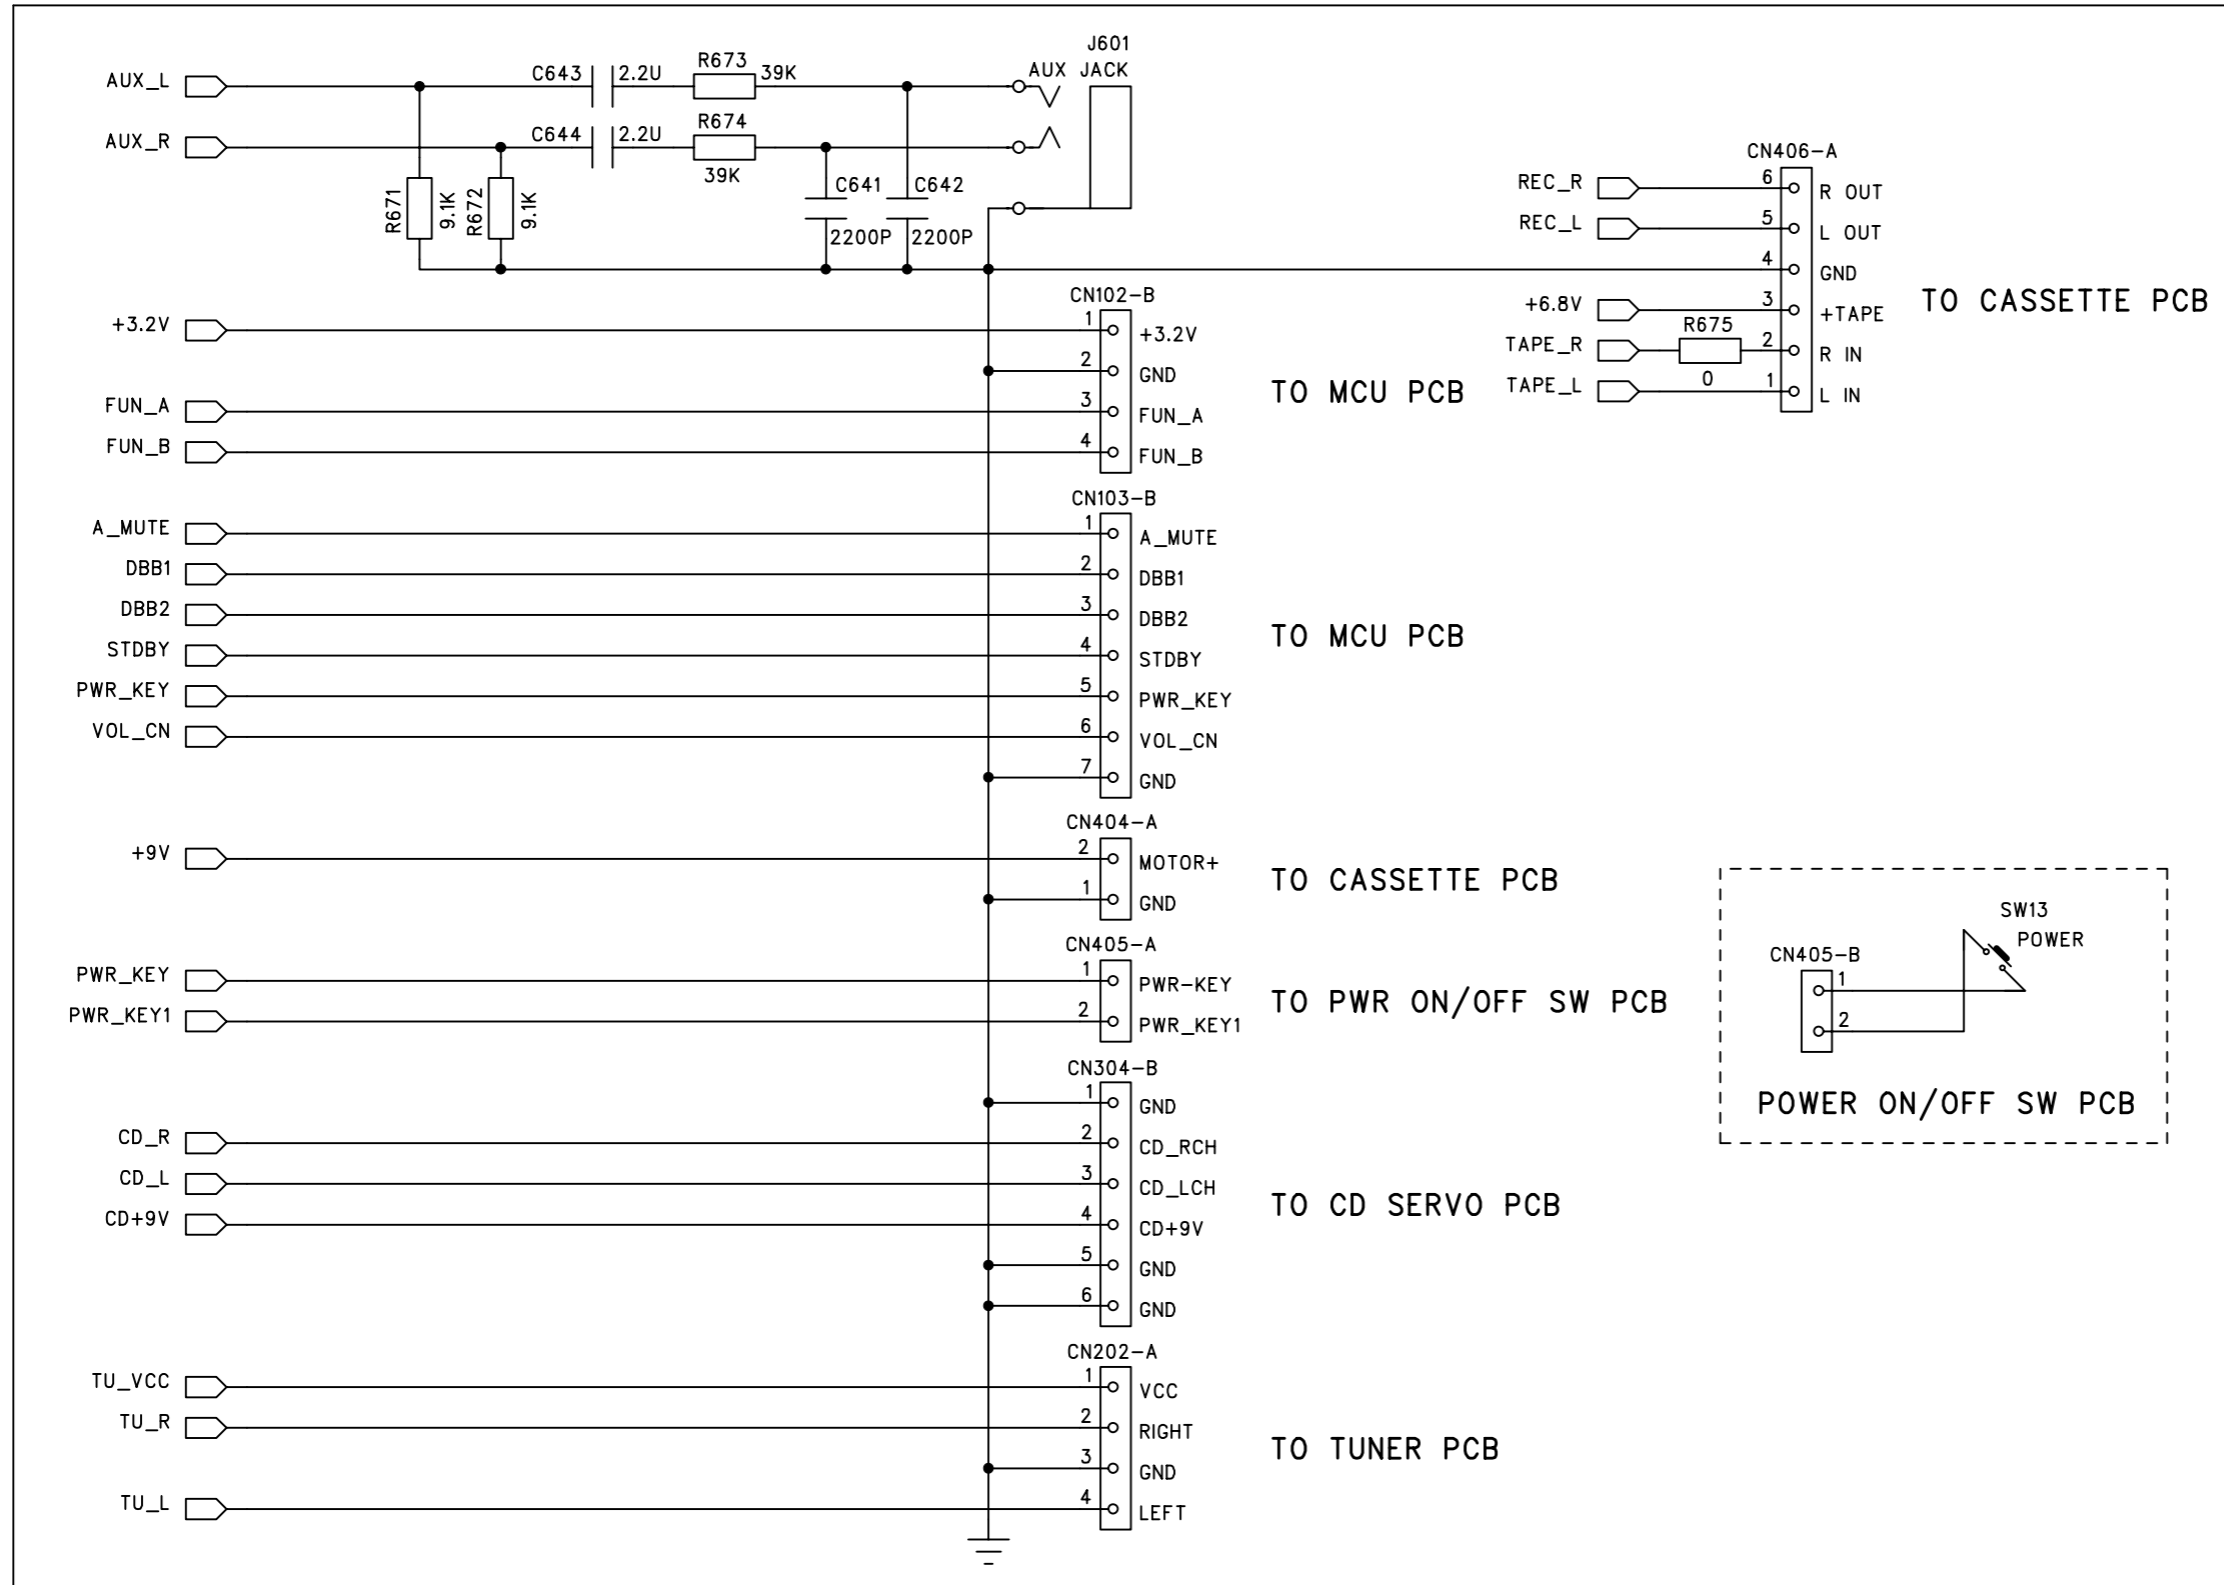 J601
AUX JACK
AUX_L
C643 2.2U
R673 39K
AUX_R
C644 2.2U
R674
39K
R671 9.1K
R672 9.1K
C641
2200P
C642
2200P
CN406-A
REC_R 6 R OUT
REC_L 5 L OUT
4 GND
+6.8V 3 +TAPE
TAPE_R R675 0 2 R IN
TAPE_L 1 L IN
TO CASSETTE PCB
CN102-B
+3.2V 1 +3.2V
2 GND
FUN_A 3 FUN_A
FUN_B 4 FUN_B
TO MCU PCB
CN103-B
A_MUTE 1 A_MUTE
DBB1 2 DBB1
DBB2 3 DBB2
STDBY 4 STDBY
PWR_KEY 5 PWR_KEY
VOL_CN 6 VOL_CN
7 GND
TO MCU PCB
CN404-A
+9V 2 MOTOR+
1 GND
TO CASSETTE PCB
CN405-A
PWR_KEY 1 PWR-KEY
PWR_KEY1 2 PWR_KEY1
TO PWR ON/OFF SW PCB
SW13
POWER
CN405-B
1
2
POWER ON/OFF SW PCB
CN304-B
1 GND
CD_R 2 CD_RCH
CD_L 3 CD_LCH
CD+9V 4 CD+9V
5 GND
6 GND
TO CD SERVO PCB
CN202-A
TU_VCC 1 VCC
TU_R 2 RIGHT
3 GND
TU_L 4 LEFT
TO TUNER PCB